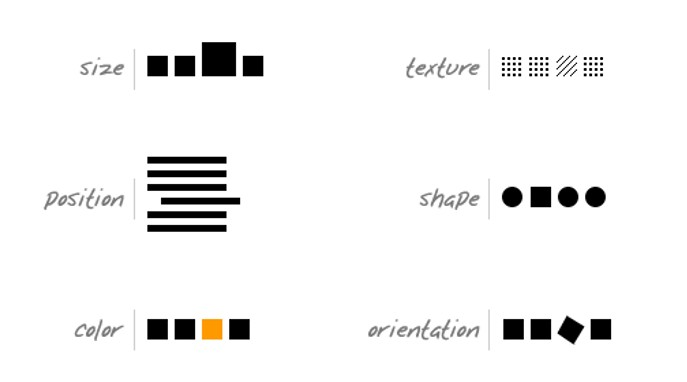 size
texture
position
shape
color
orientation